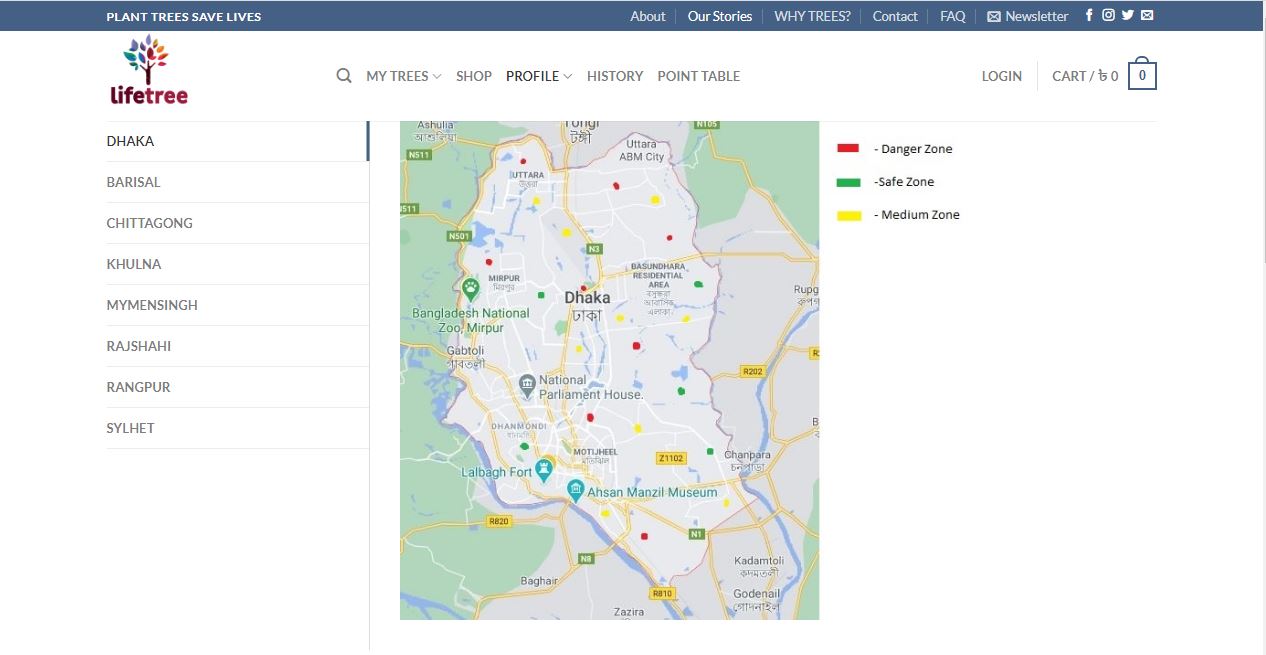 PLANT TREES SAVE LIVES
About
Our Stories
WHY TREES?
Contact
FAQ
Newsletter
lifetree
MY TREES
SHOP
PROFILE
HISTORY
POINT TABLE
LOGIN
CART / ৳ 0
0
DHAKA
BARISAL
CHITTAGONG
KHULNA
MYMENSINGH
RAJSHAHI
RANGPUR
SYLHET
Ashulia
আশুলিয়া
Tongi
টঙ্গী
N105
N511
Uttara
ABM City
UTTARA
উত্তরা
N511
N501
N3
MIRPUR
মিরপুর
BASUNDHARA
RESIDENTIAL
AREA
বসুন্ধরা
আবাসিক
এলাকা
Dhaka
ঢাকা
Bangladesh National
Zoo, Mirpur
Gabtoli
গাবতলী
R202
National
Parliament House.
DHANMONDI
ধানমন্ডি
MOTIJHEEL
মতিঝিল
Z1102
Chanpara
চনপাড়া
Lalbagh Fort
Ahsan Manzil Museum
R820
N1
N8
Kadamtoli
কদমতলী
Baghair
R810
Godenail
গোদনাইল
Zazira
- Danger Zone
-Safe Zone
- Medium Zone